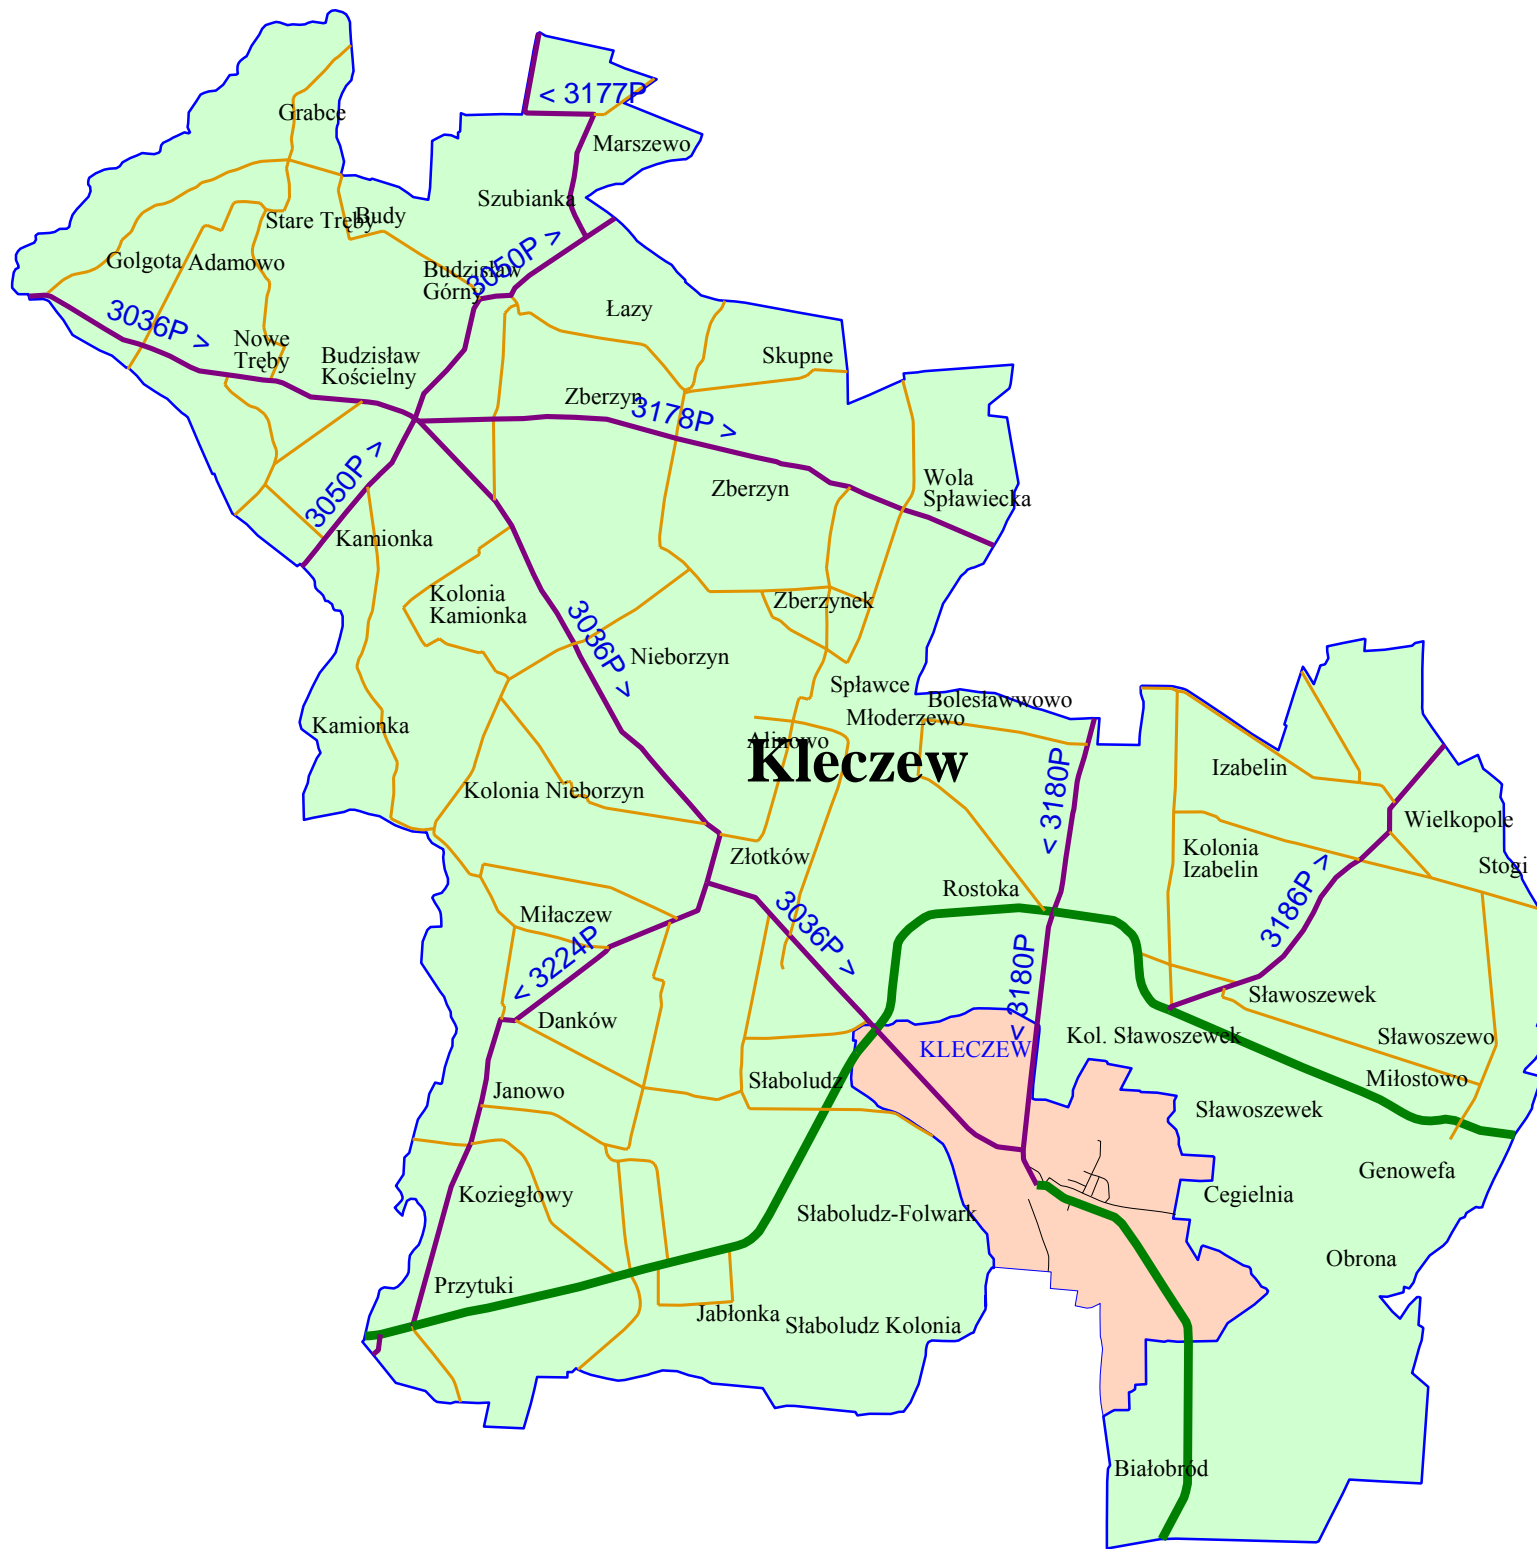 < 3177P
Grabce
Marszewo
Szubianka
Stare Tręby
Budy
3050P >
Golgota
Adamowo
Budzisław
Górny
3036P >
Łazy
Nowe
Tręby
Budzisław
Kościelny
Skupne
Zberzyn
3178P >
3050P >
Zberzyn
Wola
Spławiecka
Kamionka
Kolonia
Kamionka
Zberzynek
3036P >
Nieborzyn
Spławce
Bolesławwowo
Młoderzewo
Kamionka
Alinowo
Kleczew
Izabelin
Kolonia Nieborzyn
< 3180P
Wielkopole
Złotków
Kolonia
Izabelin
Stogi
Rostoka
3186P >
Miłaczew
3036P >
< 3224P
< 3180P
Sławoszewek
Danków
Kol. Sławoszewek
Sławoszewo
KLECZEW
Słaboludz
Miłostowo
Janowo
Sławoszewek
Genowefa
Koziegłowy
Cegielnia
Słaboludz-Folwark
Obrona
Przytuki
Jabłonka
Słaboludz Kolonia
Białobród